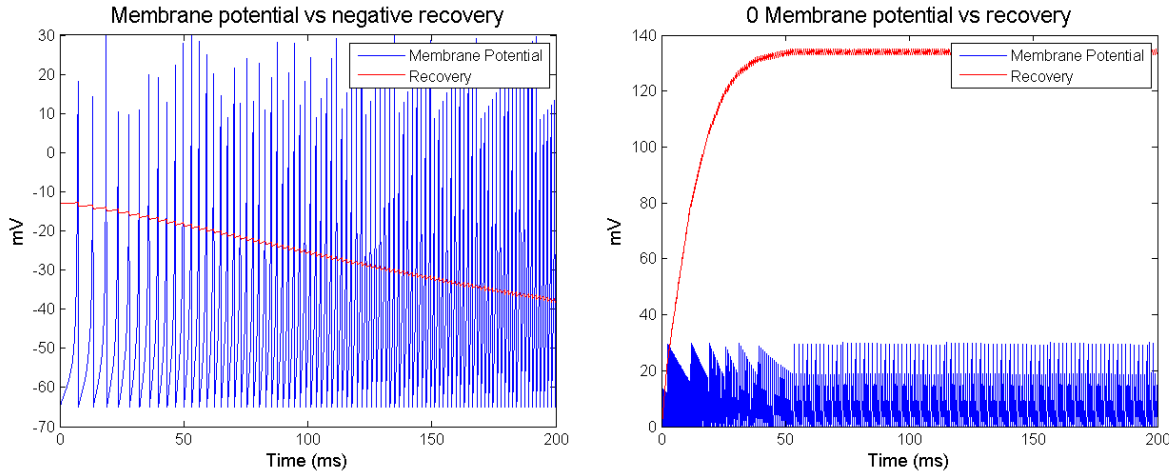 Membrane potential vs negative recovery
30
20
10
0
-10
-20
-30
-40
-50
-60
-70
mV
0
50
100
150
200
Time (ms)
Membrane Potential
Recovery
0 Membrane potential vs recovery
140
120
100
80
60
40
20
0
mV
0
50
100
150
200
Time (ms)
Membrane Potential
Recovery